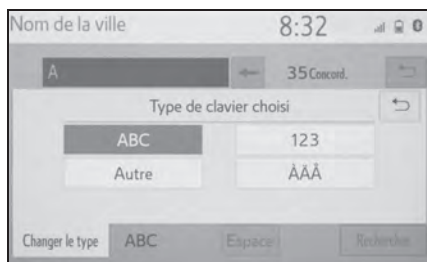 Nom de la ville 8:32
A 35 Concord.
Type de clavier choisi
ABC 123
Autre ÀÄÂ
Changer le type ABC Espace Rechercher